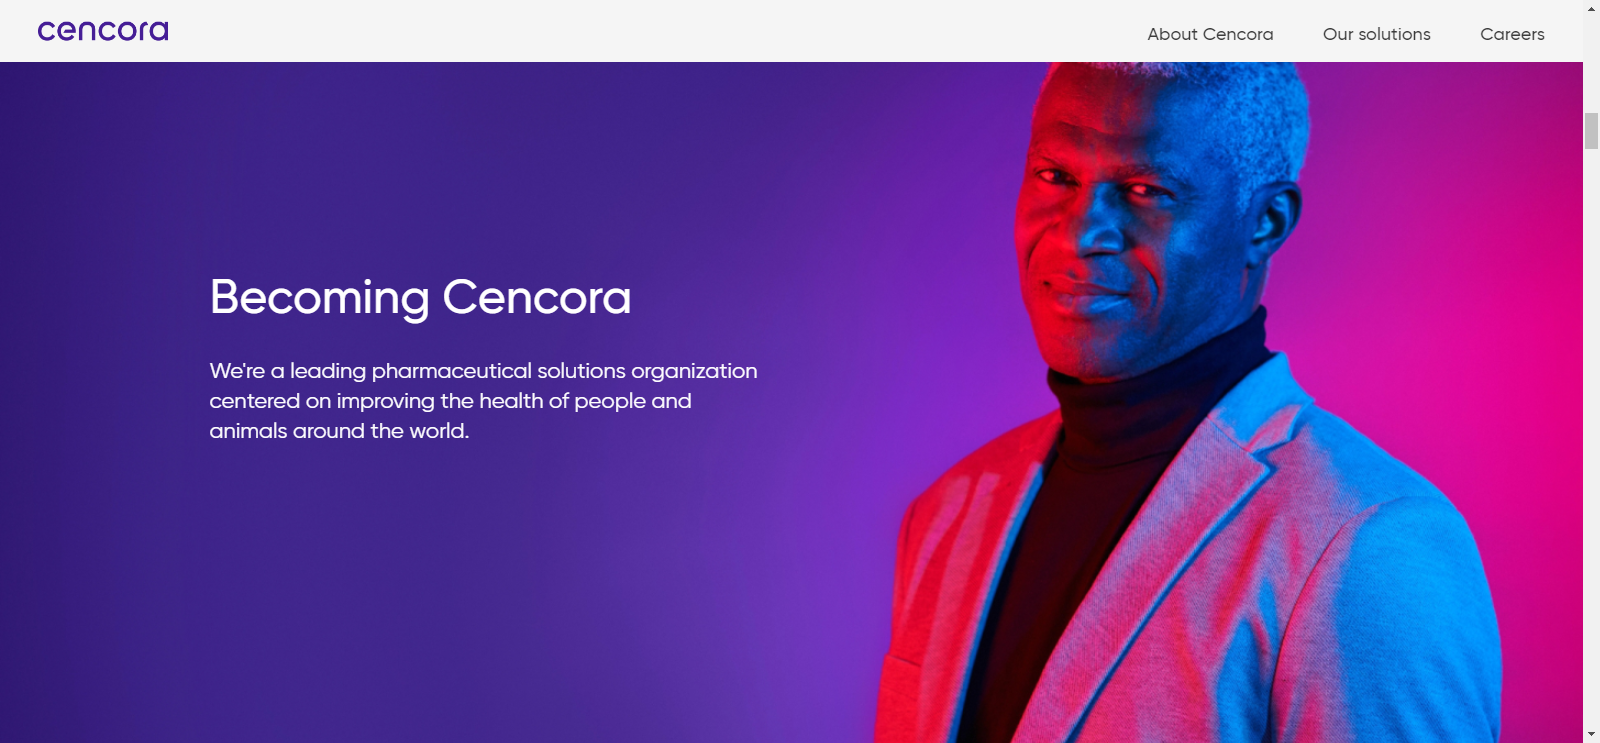 cencora
About Cencora
Our solutions
Careers
Becoming Cencora
We're a leading pharmaceutical solutions organization
centered on improving the health of people and
animals around the world.